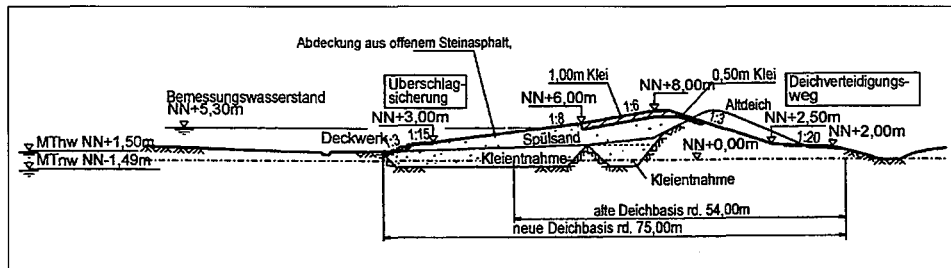 Abdeckung aus offenem Steinasphalt,
Überschlag-
sicherung
1,00m Klei
NN+8,00m
0,50m Klei
Deichverteidigungs-
weg
Bemessungswasserstand
NN+5,30m
NN+3,00m
NN+6,00m
1:6
Altdeich
1:8
1:3
NN+2,50m
MThw NN+1,50m
Deckwerk
1:3
1:15
Spülsand
1:20
NN+2,00m
MTnw NN-1,49m
Kleientnahme
NN+0,00m
Kleientnahme
alte Deichbasis rd. 54,00m
neue Deichbasis rd. 75,00m